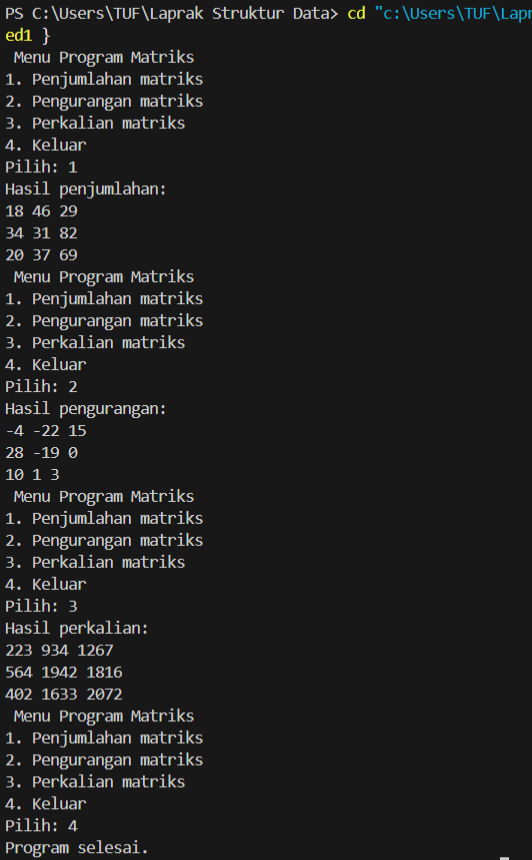 PS C:\Users\TUF\Laprak Struktur Data> cd "c:\Users\TUF\Lapr
ed1 }
Menu Program Matriks
1. Penjumlahan matriks
2. Pengurangan matriks
3. Perkalian matriks
4. Keluar
Pilih: 1
Hasil penjumlahan:
18 46 29
34 31 82
20 37 69
Menu Program Matriks
1. Penjumlahan matriks
2. Pengurangan matriks
3. Perkalian matriks
4. Keluar
Pilih: 2
Hasil pengurangan:
-4 -22 15
28 -19 0
10 1 3
Menu Program Matriks
1. Penjumlahan matriks
2. Pengurangan matriks
3. Perkalian matriks
4. Keluar
Pilih: 3
Hasil perkalian:
223 934 1267
564 1942 1816
402 1633 2072
Menu Program Matriks
1. Penjumlahan matriks
2. Pengurangan matriks
3. Perkalian matriks
4. Keluar
Pilih: 4
Program selesai.